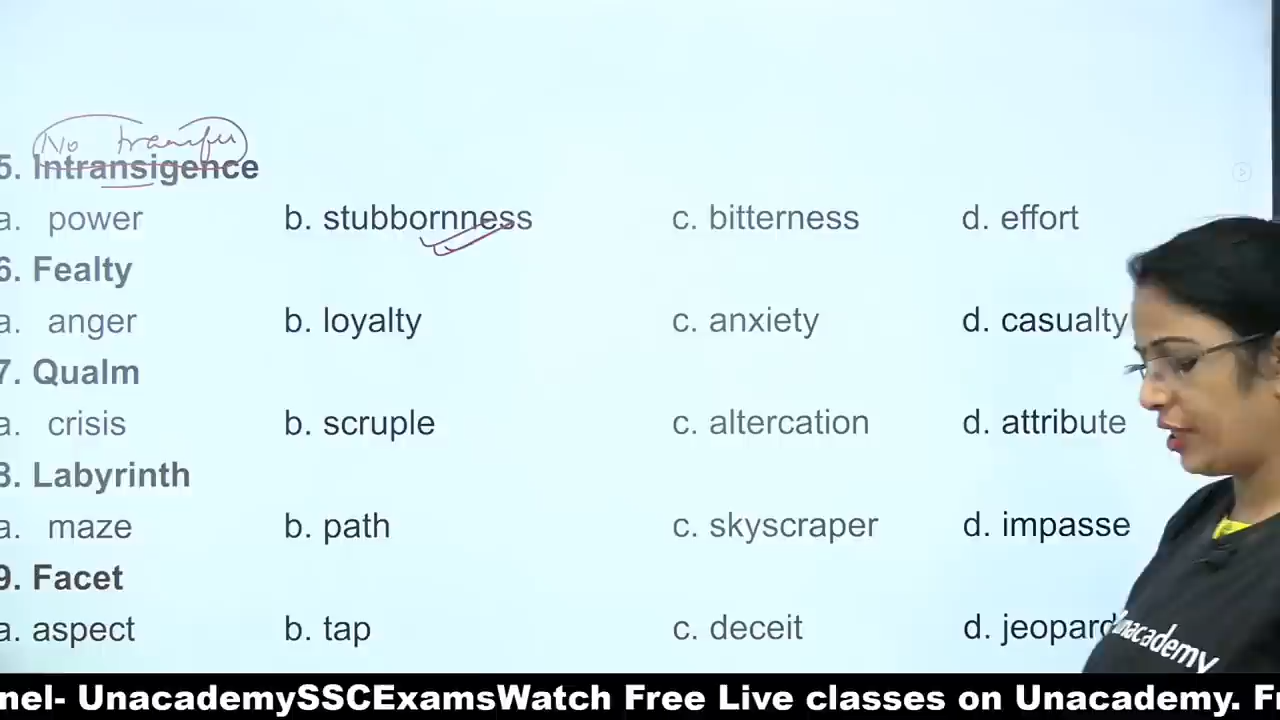 No transfer
5. Intransigence
a. power b. stubbornness c. bitterness d. effort
6. Fealty
a. anger b. loyalty c. anxiety d. casualty
7. Qualm
a. crisis b. scruple c. altercation d. attribute
8. Labyrinth
a. maze b. path c. skyscraper d. impasse
9. Facet
a. aspect b. tap c. deceit d. jeopard
unacademy
nel- UnacademySSCExamsWatch Free Live classes on Unacademy. F